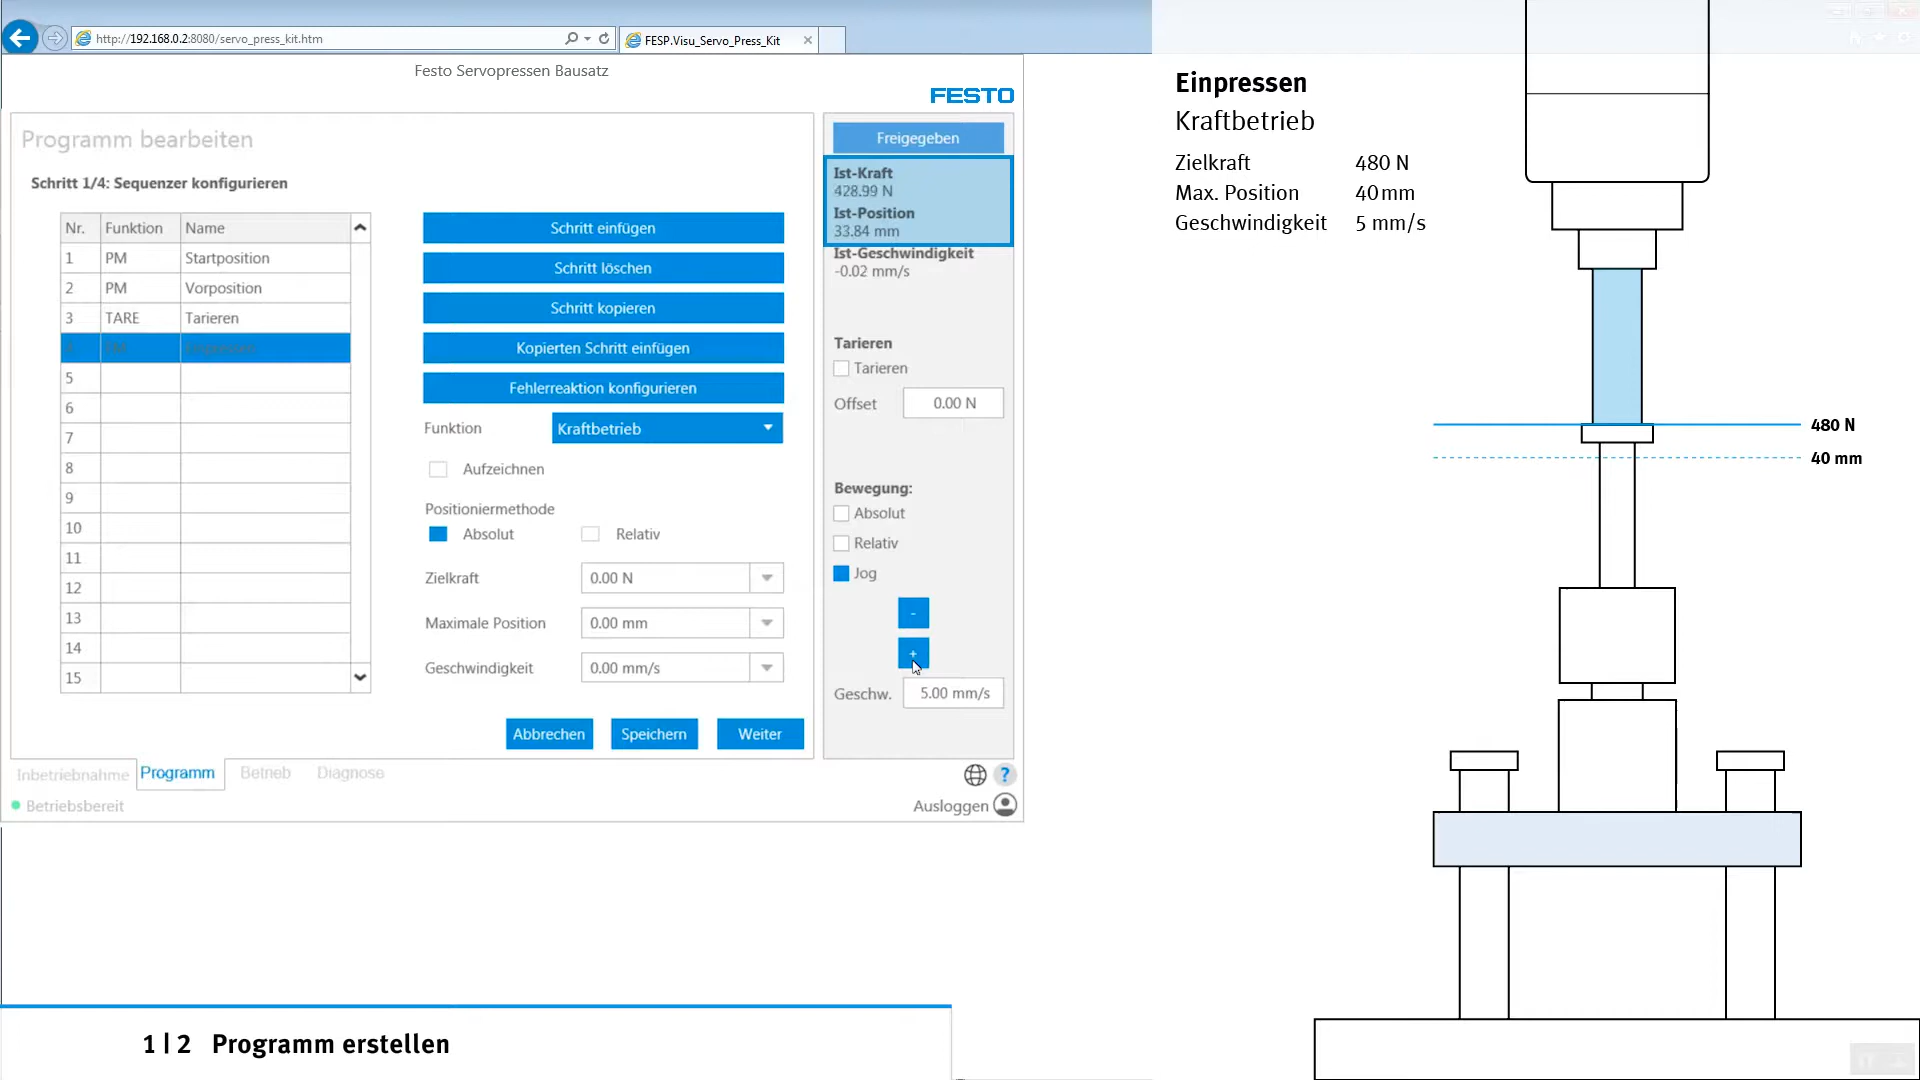 http://192.168.0.2:8080/servo_press_kit.htm
FESP.Visu_Servo_Press_Kit
Festo Servopressen Bausatz
FESTO
Programm bearbeiten
Schritt 1/4: Sequenzer konfigurieren
Nr. Funktion Name
1 PM Startposition
2 PM Vorposition
3 TARE Tarieren
5
6
7
8
9
10
11
12
13
14
15
Schritt einfügen
Schritt löschen
Schritt kopieren
Kopierten Schritt einfügen
Fehlerreaktion konfigurieren
Funktion Kraftbetrieb
Aufzeichnen
Positioniermethode
Absolut Relativ
Zielkraft 0.00 N
Maximale Position 0.00 mm
Geschwindigkeit 0.00 mm/s
Abbrechen Speichern Weiter
Freigegeben
Ist-Kraft
428.99 N
Ist-Position
33.84 mm
Ist-Geschwindigkeit
-0.02 mm/s
Tarieren
Tarieren
Offset 0.00 N
Bewegung:
Absolut
Relativ
Jog
-
+
Geschw. 5.00 mm/s
Inbetriebnahme Programm Betrieb Diagnose
?
Betriebsbereit
Ausloggen
Einpressen
Kraftbetrieb
Zielkraft 480 N
Max. Position 40 mm
Geschwindigkeit 5 mm/s
480 N
40 mm
1 | 2 Programm erstellen